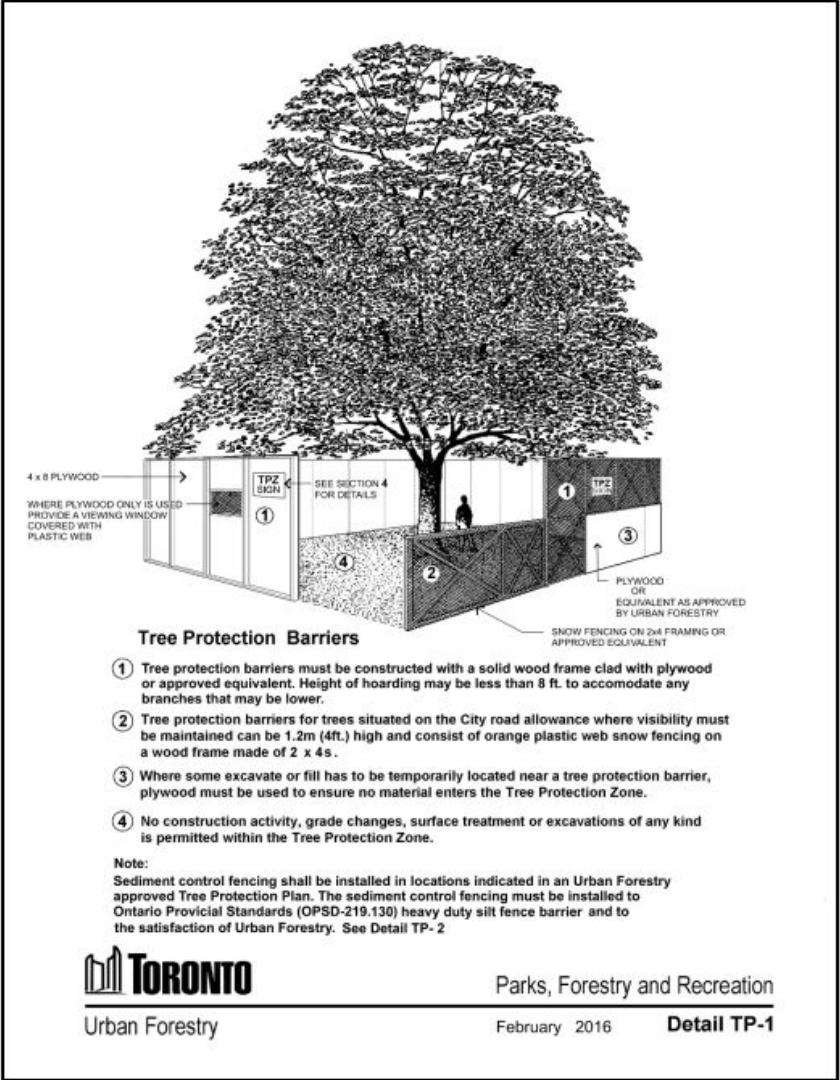 4 x 8 PLYWOOD
WHERE PLYWOOD ONLY IS USED
PROVIDE A VIEWING WINDOW
COVERED WITH
PLASTIC WEB
TPZ
SIGN
SEE SECTION 4
FOR DETAILS
1
4
2
1
TPZ
SIGN
3
PLYWOOD
OR
EQUIVALENT AS APPROVED
BY URBAN FORESTRY
SNOW FENCING ON 2x4 FRAMING OR
APPROVED EQUIVALENT
Tree Protection Barriers
1 Tree protection barriers must be constructed with a solid wood frame clad with plywood
or approved equivalent. Height of hoarding may be less than 8 ft. to accomodate any
branches that may be lower.
2 Tree protection barriers for trees situated on the City road allowance where visibility must
be maintained can be 1.2m (4ft.) high and consist of orange plastic web snow fencing on
a wood frame made of 2 x 4s.
3 Where some excavate or fill has to be temporarily located near a tree protection barrier,
plywood must be used to ensure no material enters the Tree Protection Zone.
4 No construction activity, grade changes, surface treatment or excavations of any kind
is permitted within the Tree Protection Zone.
Note:
Sediment control fencing shall be installed in locations indicated in an Urban Forestry
approved Tree Protection Plan. The sediment control fencing must be installed to
Ontario Provicial Standards (OPSD-219.130) heavy duty silt fence barrier and to
the satisfaction of Urban Forestry. See Detail TP- 2
TORONTO
Parks, Forestry and Recreation
Urban Forestry
February 2016
Detail TP-1